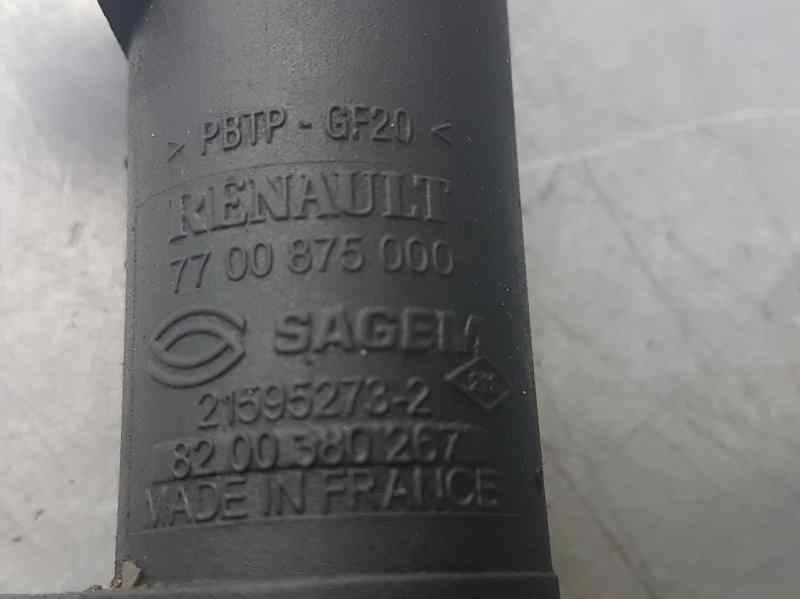 > PBTP - GF20 <
RENAULT
77 00 875 000
SAGEM
21595273-2
82 00 380 267
MADE IN FRANCE